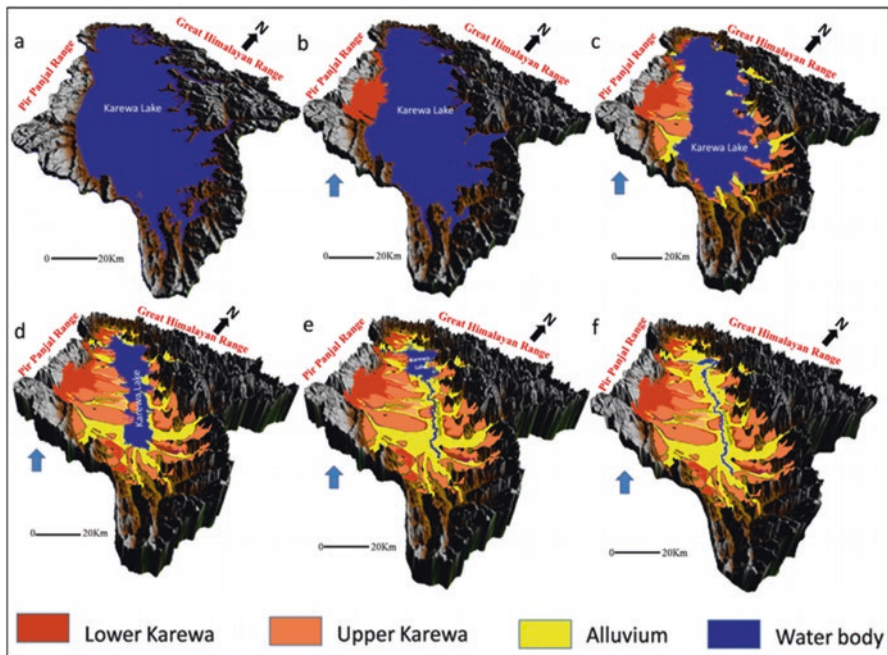 a
Pir Panjal Range
Great Himalayan Range
N
Karewa Lake
0 20Km
b
Pir Panjal Range
Great Himalayan Range
N
Karewa Lake
0 20Km
c
Pir Panjal Range
Great Himalayan Range
N
Karewa Lake
0 20Km
d
Pir Panjal Range
Great Himalayan Range
N
Karewa Lake
0 20Km
e
Pir Panjal Range
Great Himalayan Range
N
Karewa
Lake
0 20Km
f
Pir Panjal Range
Great Himalayan Range
N
0 20Km
Lower Karewa
Upper Karewa
Alluvium
Water body